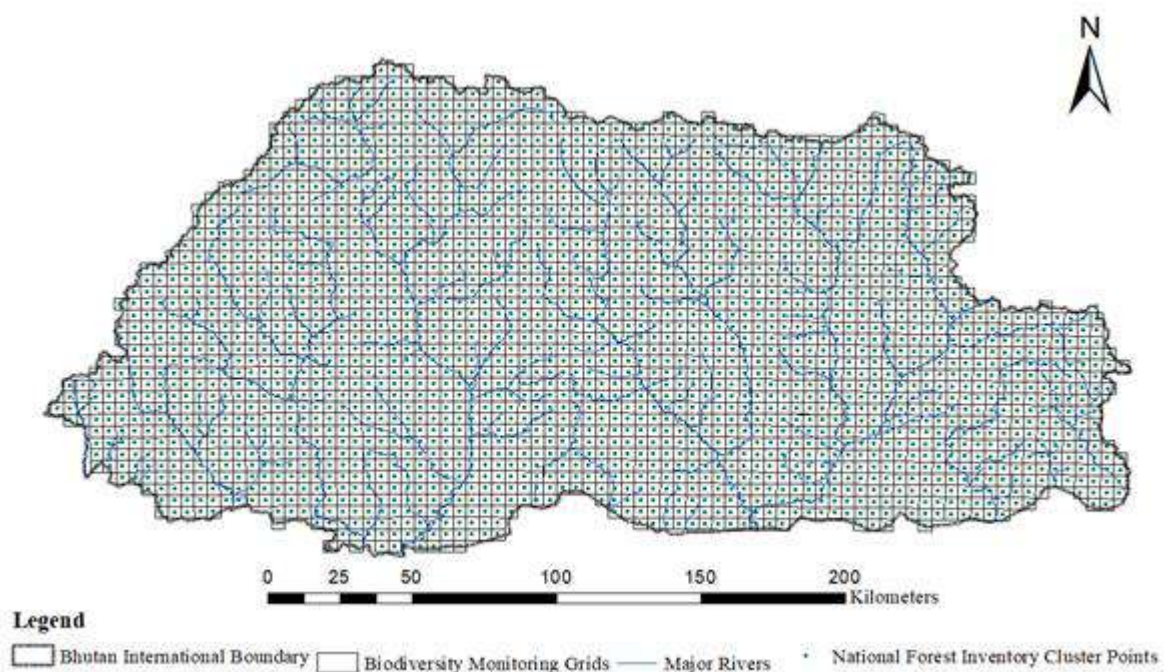 N
0 25 50 100 150 200
Kilometers
Legend
Bhutan International Boundary Biodiversity Monitoring Grids Major Rivers National Forest Inventory Cluster Points